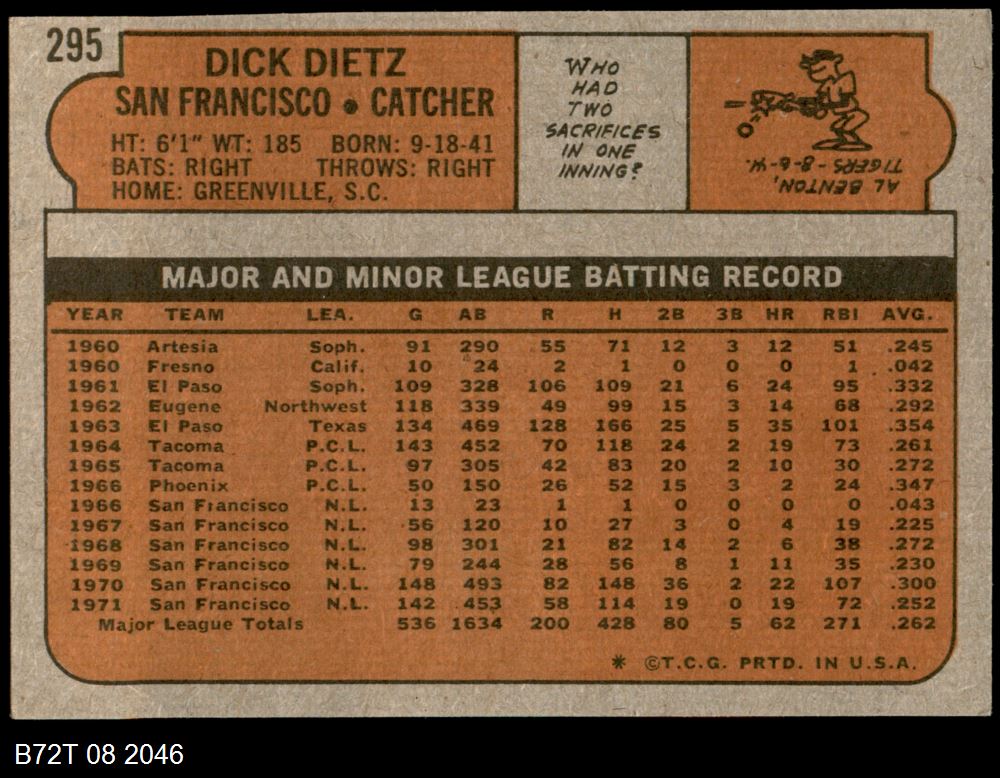 295
DICK DIETZ
SAN FRANCISCO • CATCHER
HT: 6'1" WT: 185 BORN: 9-18-41
BATS: RIGHT THROWS: RIGHT
HOME: GREENVILLE, S.C.
WHO
HAD
TWO
SACRIFICES
IN ONE
INNING?
AL BENTON,
TIGERS-8-6-41.
MAJOR AND MINOR LEAGUE BATTING RECORD
YEAR TEAM LEA. G AB R H 2B 3B HR RBI AVG.
1960 Artesia Soph. 91 290 55 71 12 3 12 51 .245
1960 Fresno Calif. 10 24 2 1 0 0 0 1 .042
1961 El Paso Soph. 109 328 106 109 21 6 24 95 .332
1962 Eugene Northwest 118 339 49 99 15 3 14 68 .292
1963 El Paso Texas 134 469 128 166 25 5 35 101 .354
1964 Tacoma P.C.L. 143 452 70 118 24 2 19 73 .261
1965 Tacoma P.C.L. 97 305 42 83 20 2 10 30 .272
1966 Phoenix P.C.L. 50 150 26 52 15 3 2 24 .347
1966 San Francisco N.L. 13 23 1 1 0 0 0 0 .043
1967 San Francisco N.L. 56 120 10 27 3 0 4 19 .225
1968 San Francisco N.L. 98 301 21 82 14 2 6 38 .272
1969 San Francisco N.L. 79 244 28 56 8 1 11 35 .230
1970 San Francisco N.L. 148 493 82 148 36 2 22 107 .300
1971 San Francisco N.L. 142 453 58 114 19 0 19 72 .252
Major League Totals 536 1634 200 428 80 5 62 271 .262
* ©T.C.G. PRTD. IN U.S.A.
B72T 08 2046